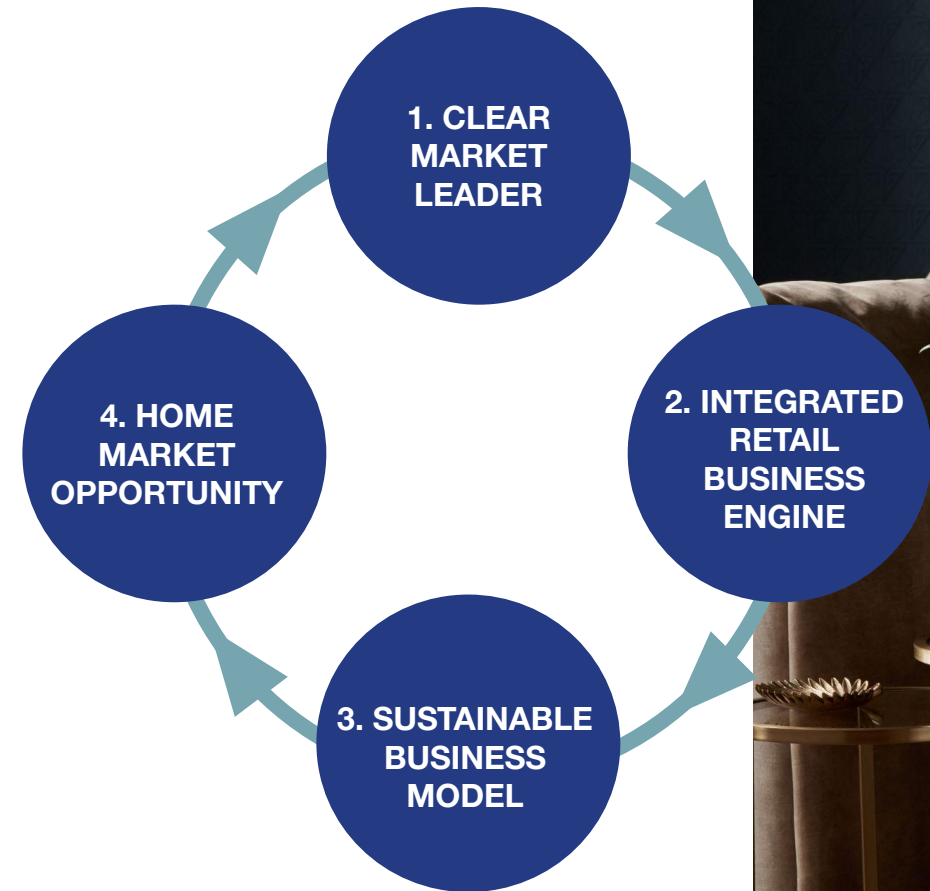 1. CLEAR
MARKET
LEADER
2. INTEGRATED
RETAIL
BUSINESS
ENGINE
3. SUSTAINABLE
BUSINESS
MODEL
4. HOME
MARKET
OPPORTUNITY